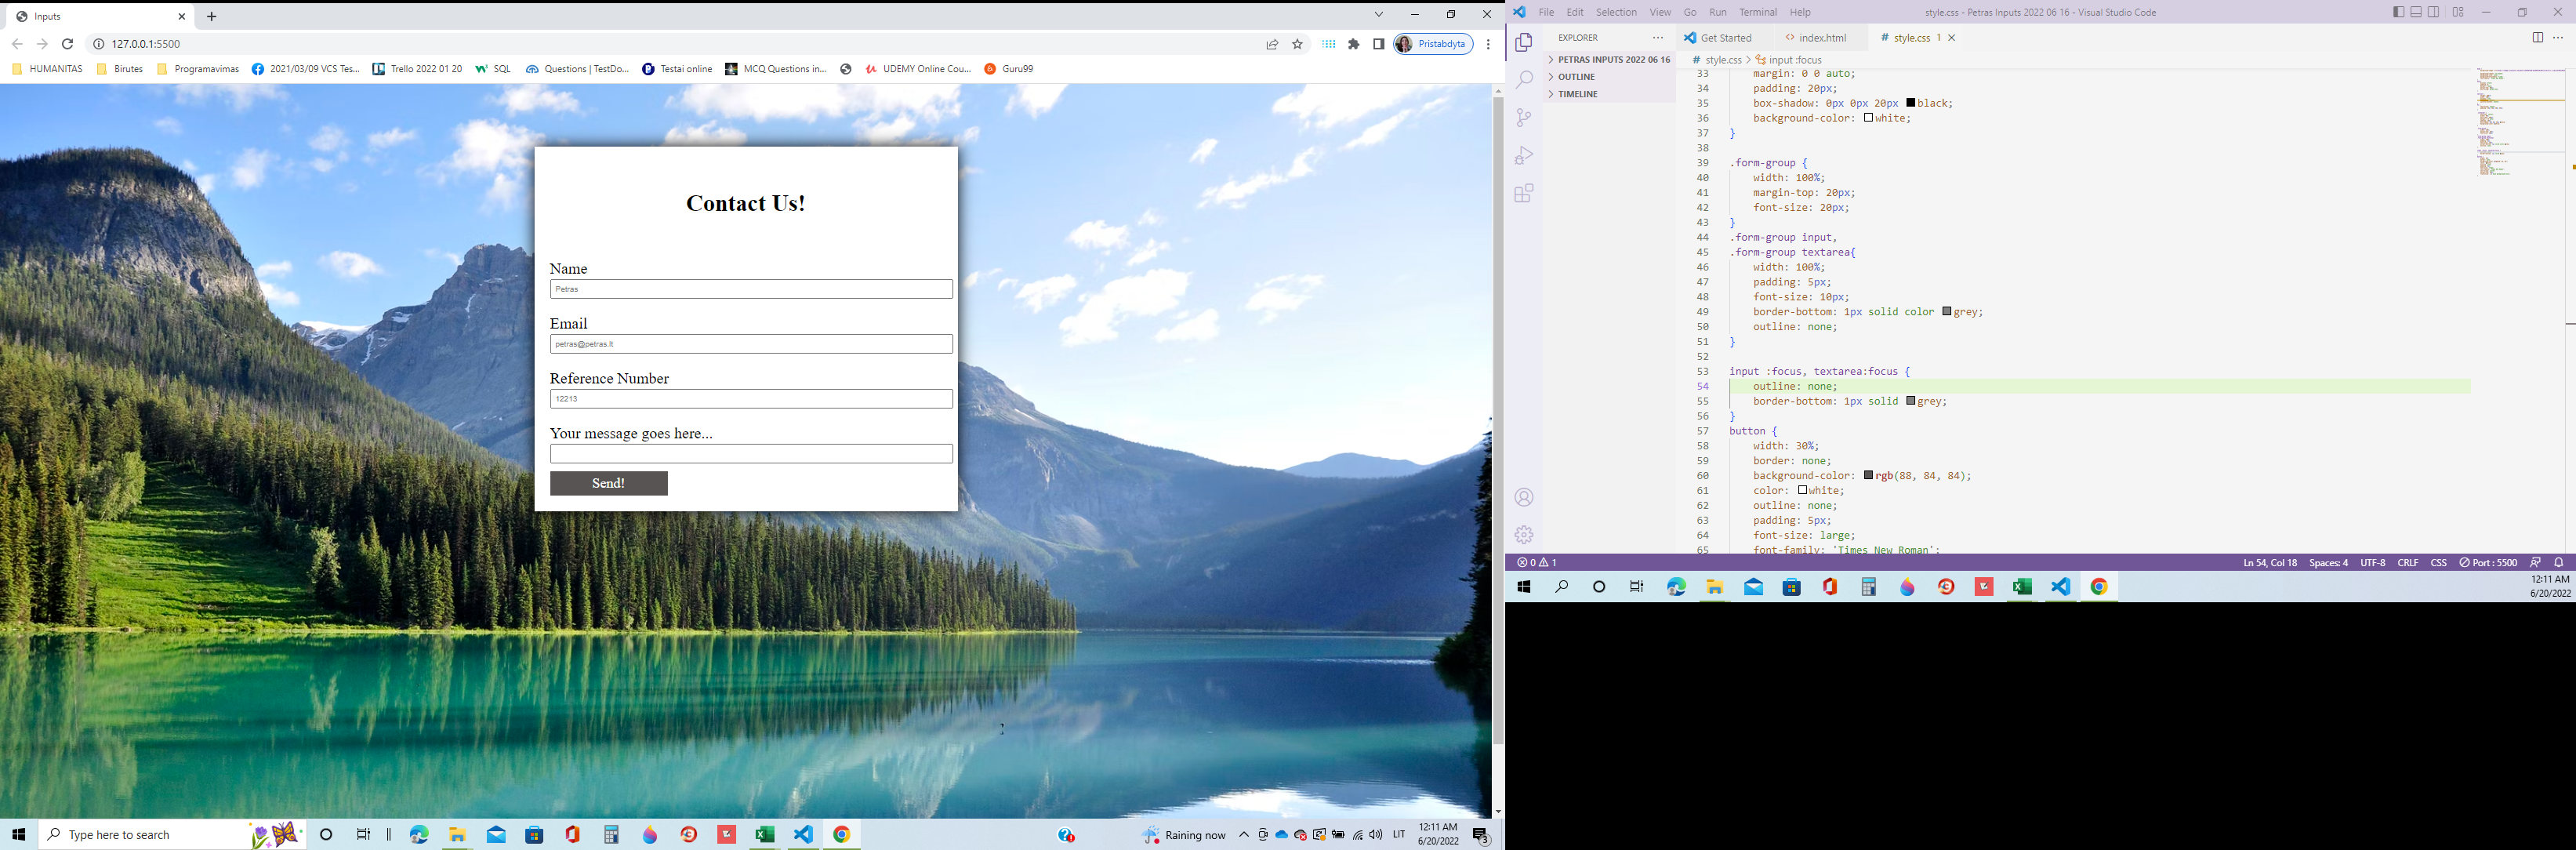 Inputs
127.0.0.1:5500
Pristabdyta
HUMANITAS
Birutes
Programavimas
2021/03/09 VCS Tes...
Trello 2022 01 20
SQL
Questions | TestDo...
Testai online
MCQ Questions in...
UDEMY Online Cou...
Guru99
Contact Us!
Name
Petras
Email
petras@petras.lt
Reference Number
12213
Your message goes here...
Send!
Type here to search
Raining now
LIT
12:11 AM
6/20/2022
3
File Edit Selection View Go Run Terminal Help
style.css - Petras Inputs 2022 06 16 - Visual Studio Code
EXPLORER
PETRAS INPUTS 2022 06 16
OUTLINE
TIMELINE
Get Started
index.html
style.css 1
style.css > input :focus
33 margin: 0 0 auto;
34 padding: 20px;
35 box-shadow: 0px 0px 20px black;
36 background-color: white;
37 }
38
39 .form-group {
40 width: 100%;
41 margin-top: 20px;
42 font-size: 20px;
43 }
44 .form-group input,
45 .form-group textarea{
46 width: 100%;
47 padding: 5px;
48 font-size: 10px;
49 border-bottom: 1px solid color grey;
50 outline: none;
51 }
52
53 input :focus, textarea:focus {
54 outline: none;
55 border-bottom: 1px solid grey;
56 }
57 button {
58 width: 30%;
59 border: none;
60 background-color: rgb(88, 84, 84);
61 color: white;
62 outline: none;
63 padding: 5px;
64 font-size: large;
65 font-family: 'Times New Roman';
0 1
Ln 54, Col 18
Spaces: 4
UTF-8
CRLF
CSS
Port : 5500
12:11 AM
6/20/2022